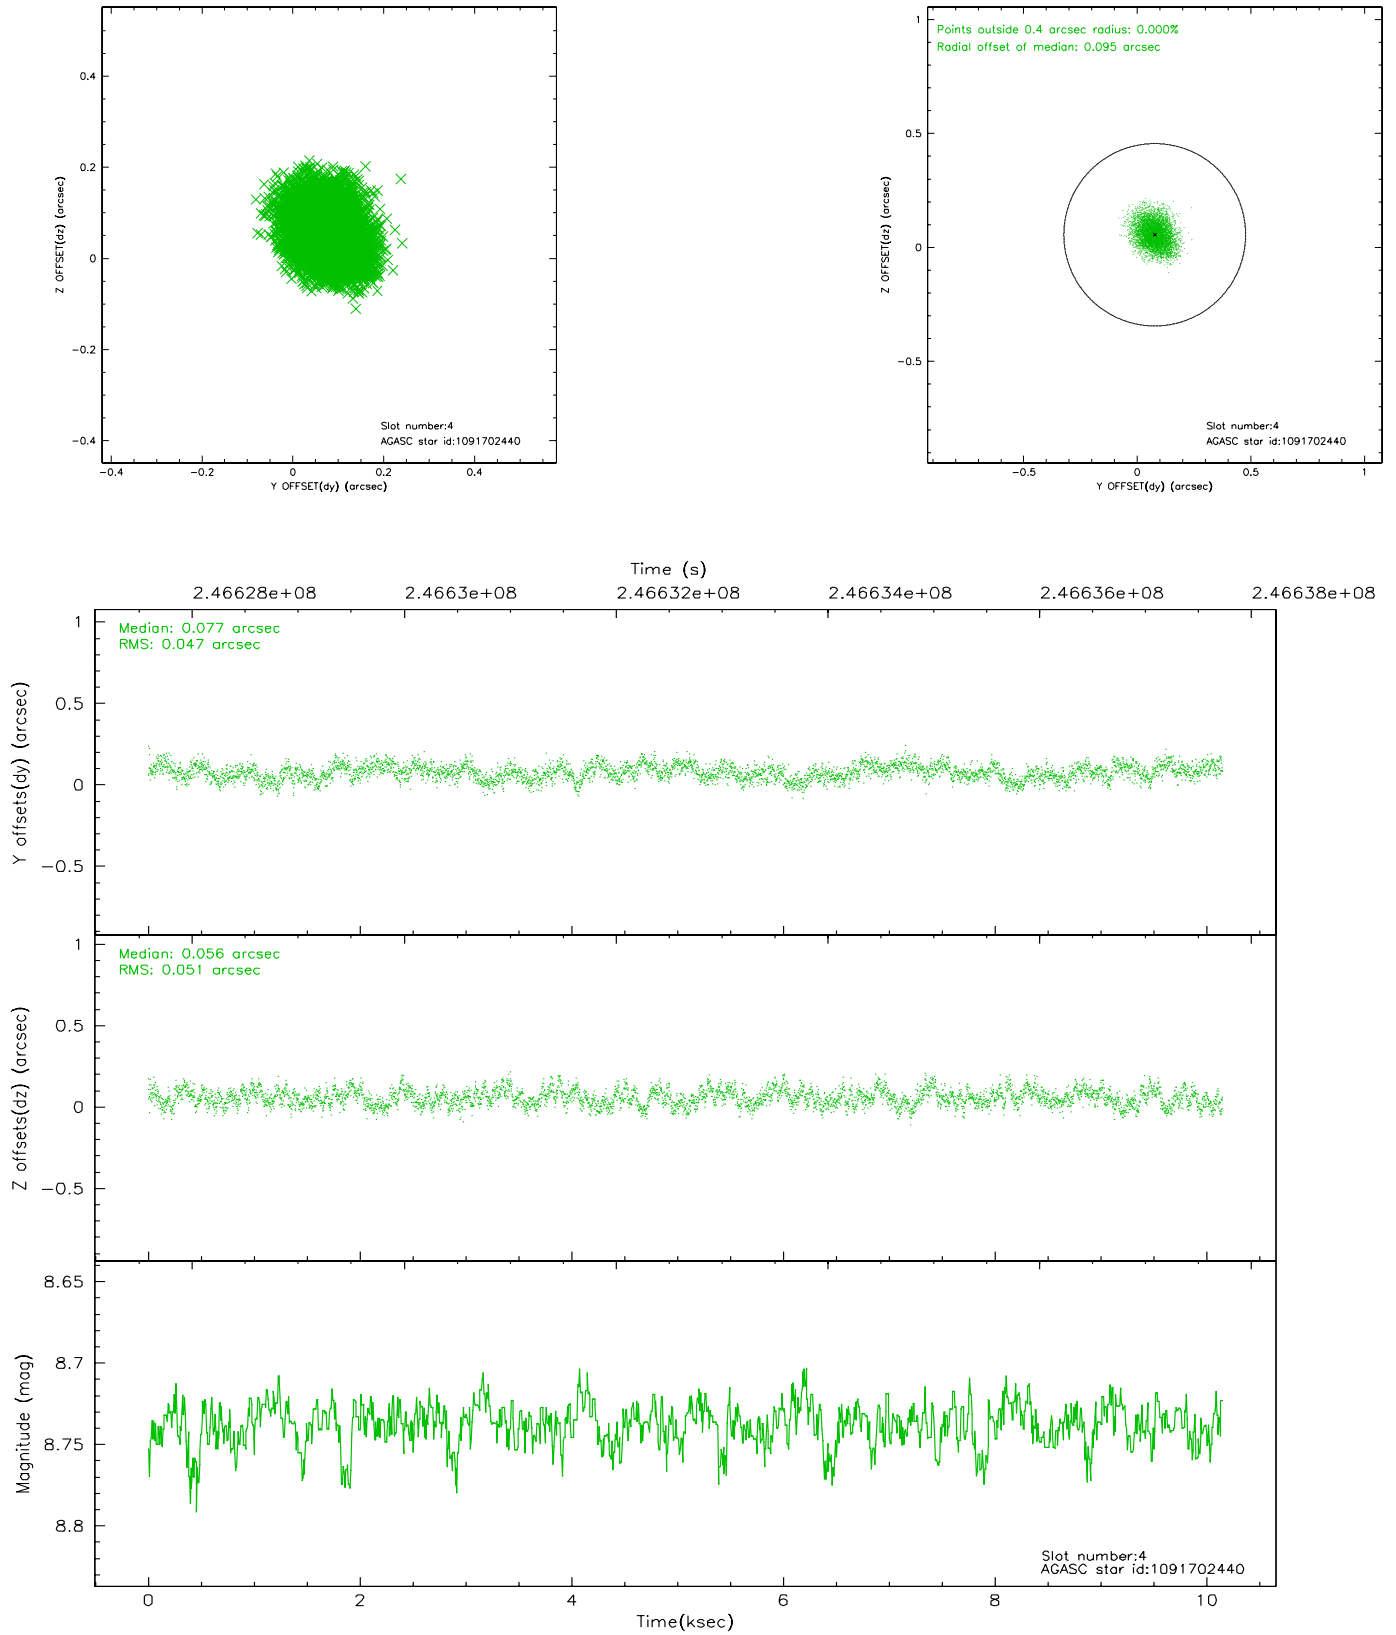 0.4
0.2
0
−0.2
−0.4
Z OFFSET(dz) (arcsec)
Slot number:4
AGASC star id:1091702440
−0.4 −0.2 0 0.2 0.4
Y OFFSET(dy) (arcsec)
Points outside 0.4 arcsec radius: 0.000%
Radial offset of median: 0.095 arcsec
1
0.5
0
−0.5
Z OFFSET(dz) (arcsec)
Slot number:4
AGASC star id:1091702440
−0.5 0 0.5 1
Y OFFSET(dy) (arcsec)
Time (s)
2.46628e+08 2.4663e+08 2.46632e+08 2.46634e+08 2.46636e+08 2.46638e+08
Median: 0.077 arcsec
RMS: 0.047 arcsec
1
0.5
0
−0.5
Y offsets(dy) (arcsec)
Median: 0.056 arcsec
RMS: 0.051 arcsec
1
0.5
0
−0.5
Z offsets(dz) (arcsec)
8.65
8.7
8.75
8.8
Magnitude (mag)
Slot number:4
AGASC star id:1091702440
0 2 4 6 8 10
Time(ksec)